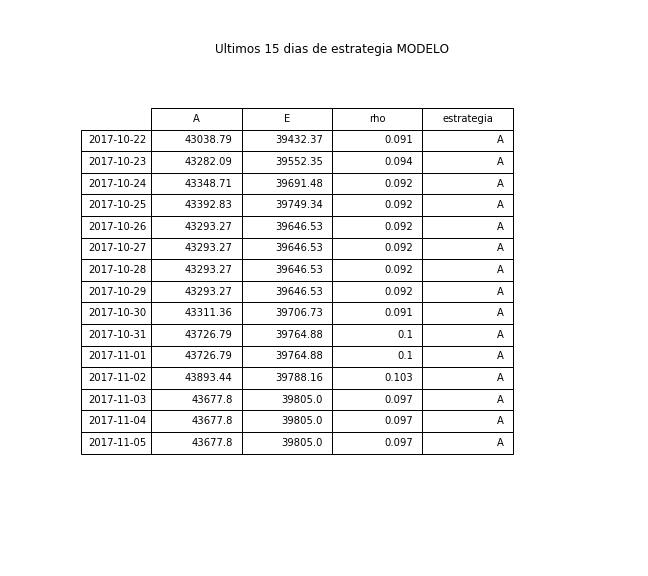 Ultimos 15 dias de estrategia MODELO
A E rho estrategia
2017-10-22 43038.79 39432.37 0.091 A
2017-10-23 43282.09 39552.35 0.094 A
2017-10-24 43348.71 39691.48 0.092 A
2017-10-25 43392.83 39749.34 0.092 A
2017-10-26 43293.27 39646.53 0.092 A
2017-10-27 43293.27 39646.53 0.092 A
2017-10-28 43293.27 39646.53 0.092 A
2017-10-29 43293.27 39646.53 0.092 A
2017-10-30 43311.36 39706.73 0.091 A
2017-10-31 43726.79 39764.88 0.1 A
2017-11-01 43726.79 39764.88 0.1 A
2017-11-02 43893.44 39788.16 0.103 A
2017-11-03 43677.8 39805.0 0.097 A
2017-11-04 43677.8 39805.0 0.097 A
2017-11-05 43677.8 39805.0 0.097 A